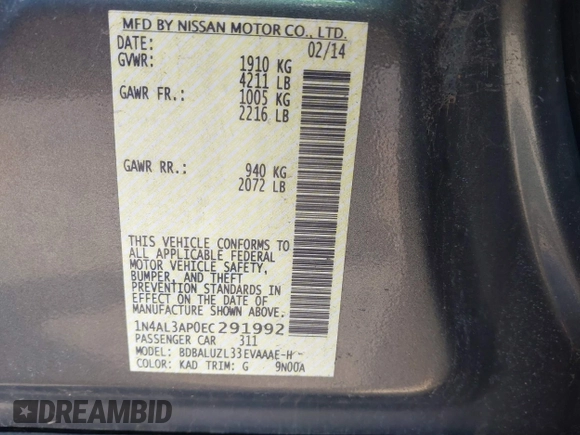 MFD BY NISSAN MOTOR CO., LTD.
DATE: 02/14
GVWR: 1910 KG
4211 LB
GAWR FR.: 1005 KG
2216 LB
GAWR RR.: 940 KG
2072 LB
THIS VEHICLE CONFORMS TO
ALL APPLICABLE FEDERAL
MOTOR VEHICLE SAFETY,
BUMPER, AND THEFT
PREVENTION STANDARDS
IN EFFECT ON THE DATE OF
MANUFACTURE SHOWN ABOVE.
1N4AL3AP0EC291992
PASSENGER CAR 311
MODEL: BDBALUZL33EVAAAE-H
COLOR: KAD TRIM: G 9N00A
DREAMBID